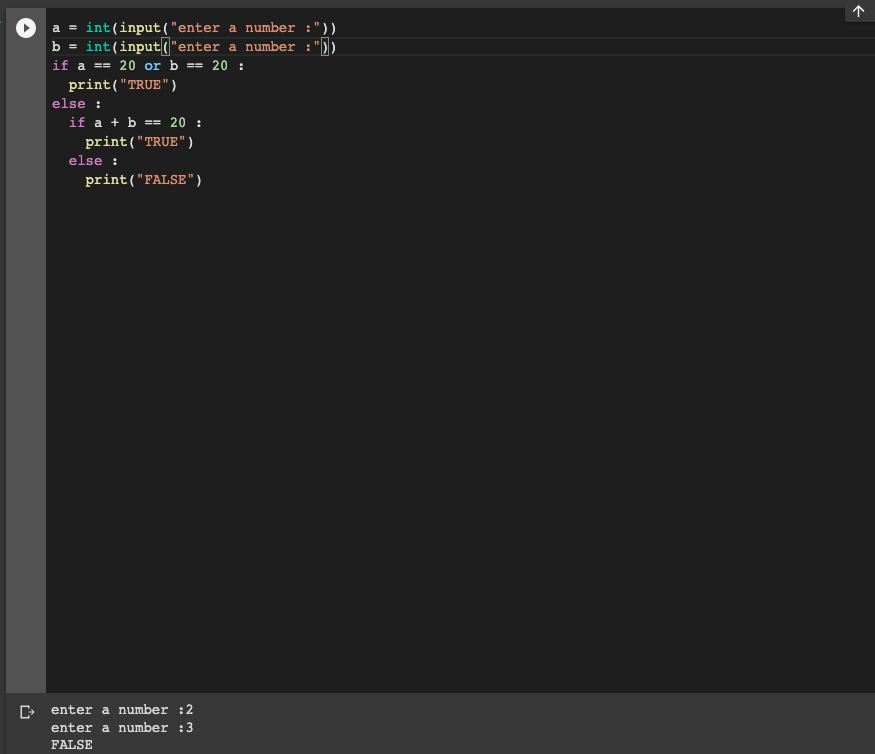 a = int(input("enter a number :"))
b = int(input("enter a number :"))
if a == 20 or b == 20 :
  print("TRUE")
else :
  if a + b == 20 :
    print("TRUE")
  else :
    print("FALSE")
enter a number :2
enter a number :3
FALSE